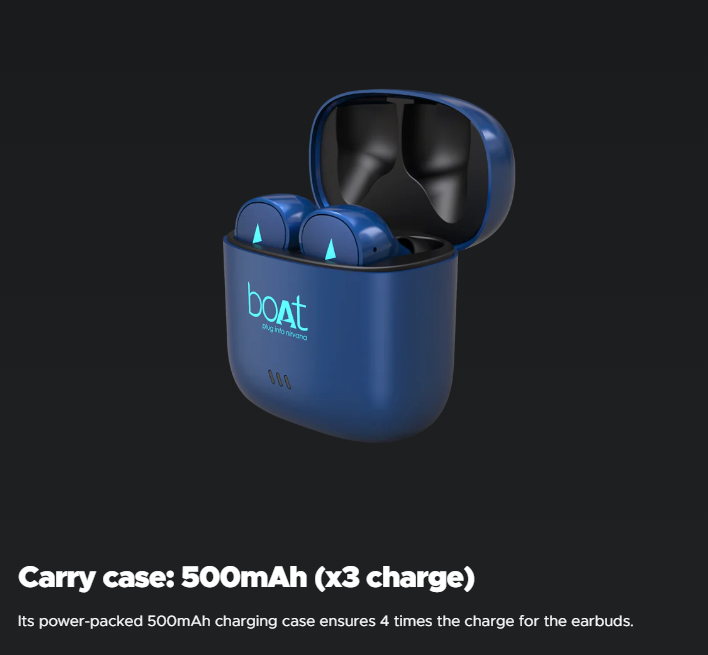 boAt
plug into nirvana
Carry case: 500mAh (x3 charge)
Its power-packed 500mAh charging case ensures 4 times the charge for the earbuds.